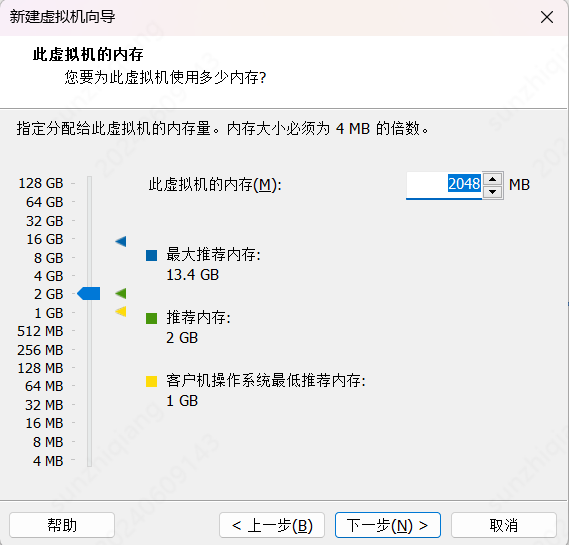 新建虚拟机向导
此虚拟机的内存
您要为此虚拟机使用多少内存?
指定分配给此虚拟机的内存量。内存大小必须为 4 MB 的倍数。
128 GB
64 GB
32 GB
16 GB
8 GB
4 GB
2 GB
1 GB
512 MB
256 MB
128 MB
64 MB
32 MB
16 MB
8 MB
4 MB
此虚拟机的内存(M):
2048 MB
最大推荐内存:
13.4 GB
推荐内存:
2 GB
客户机操作系统最低推荐内存:
1 GB
帮助
< 上一步(B)
下一步(N) >
取消